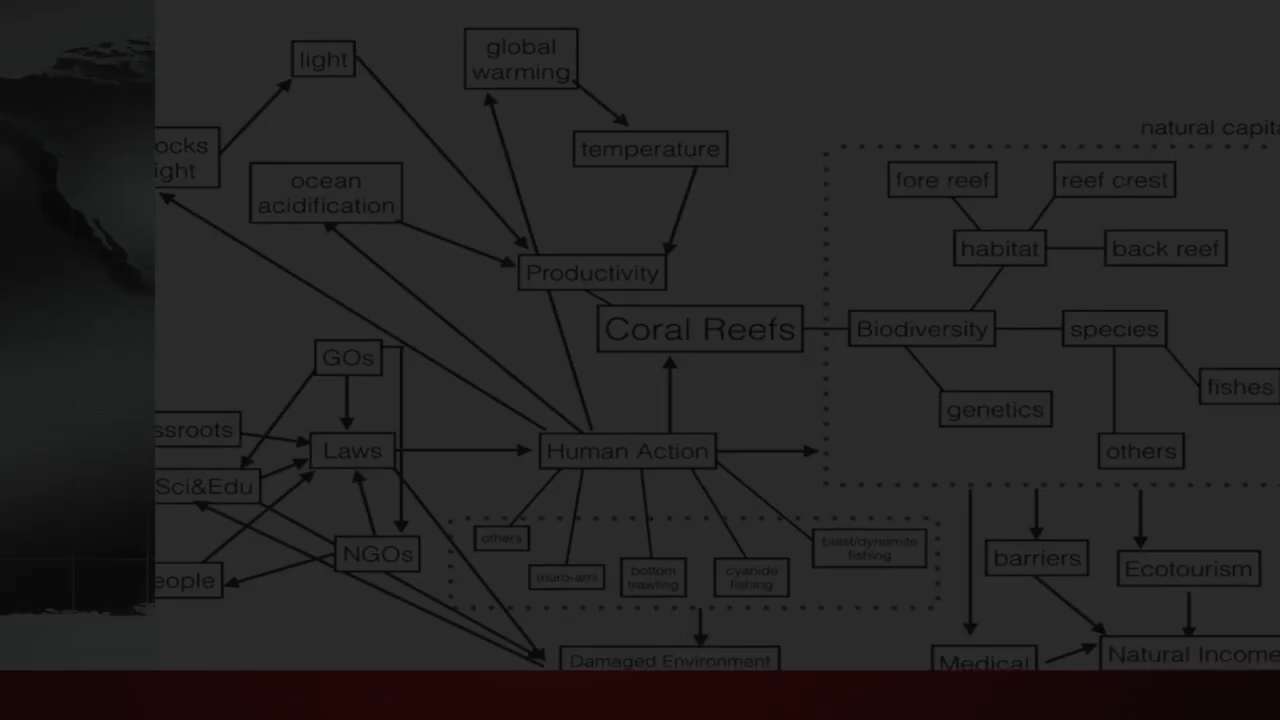 global
warming
light
natural capita
ocks
ight
temperature
ocean
acidification
fore reef
reef crest
habitat
back reef
Productivity
Coral Reefs
Biodiversity
species
GOs
fishes
genetics
ssroots
Laws
Human Action
others
Sci&Edu
NGOs
others
muro-ami
bottom
trawling
cyanide
fishing
blast/dynamite
fishing
barriers
Ecotourism
eople
Damaged Environment
Medical
Natural Income